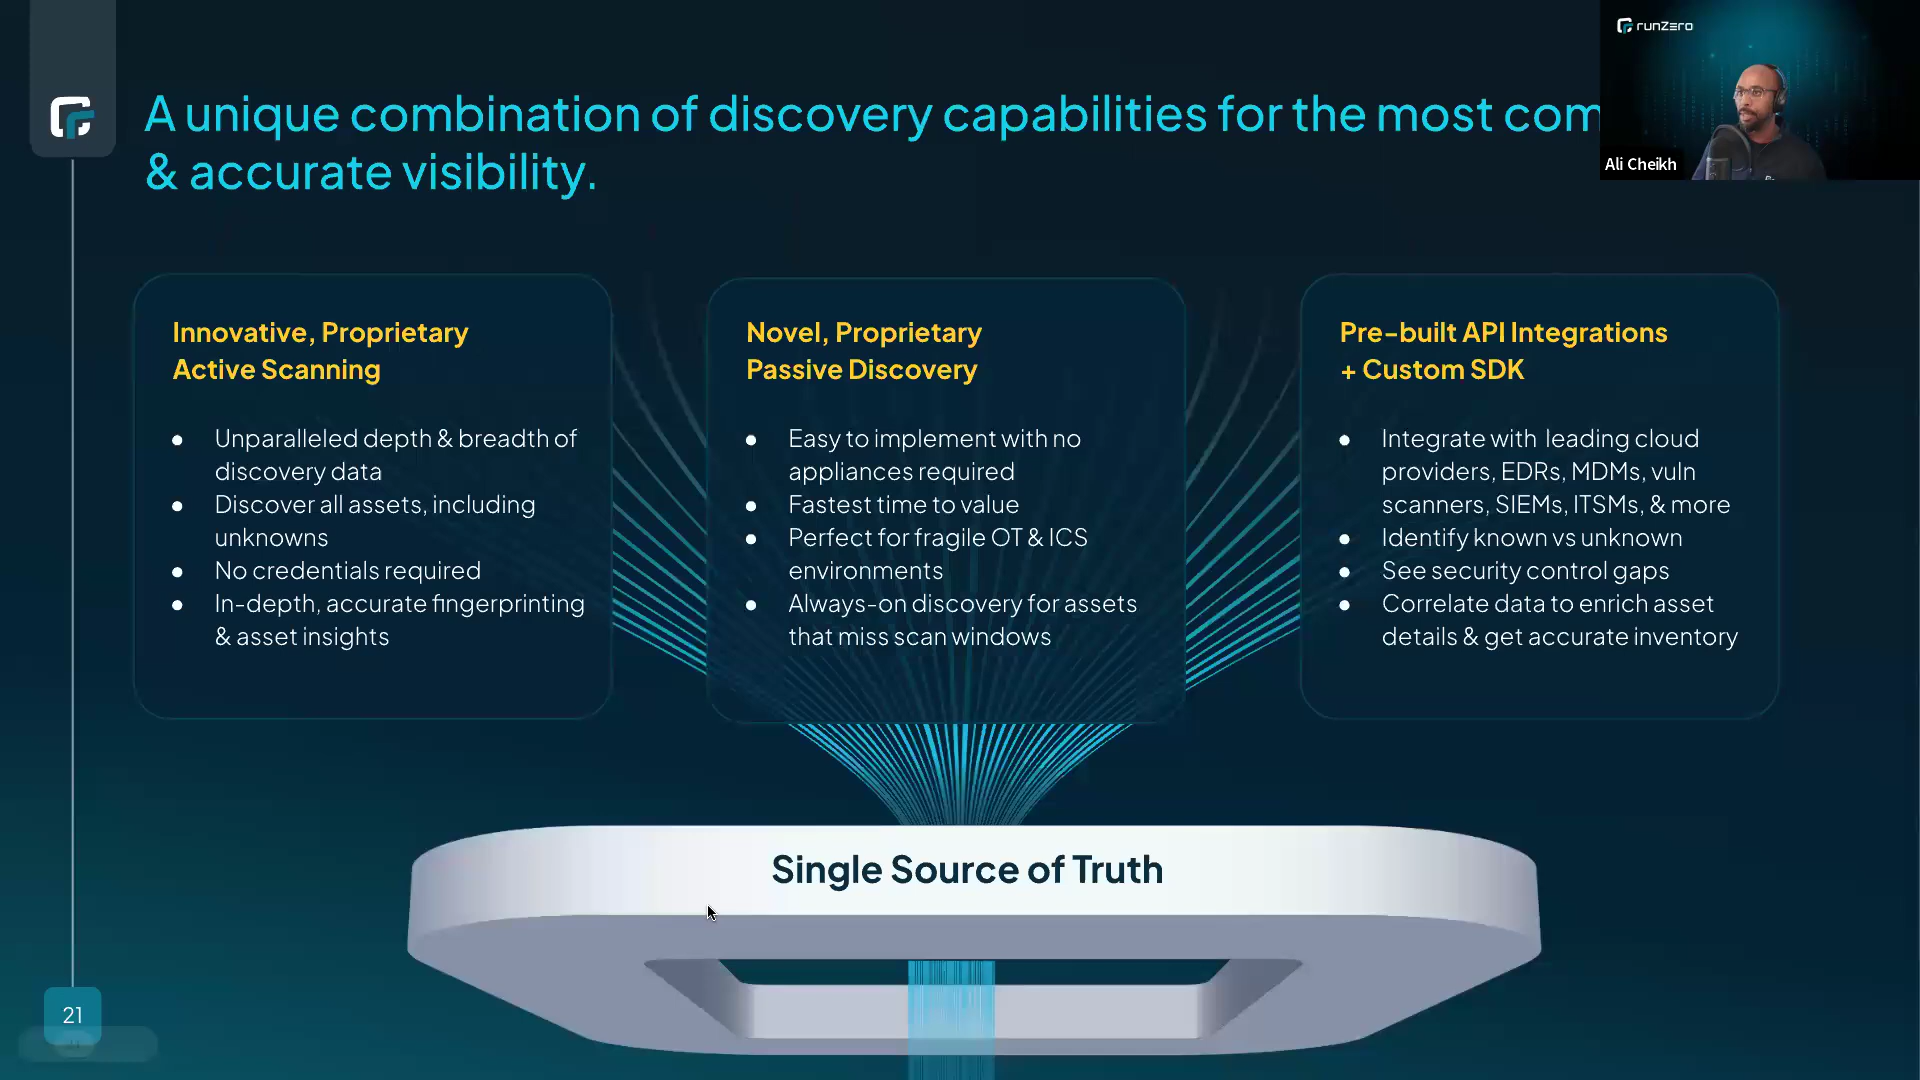 runZero
Ali Cheikh
A unique combination of discovery capabilities for the most com
& accurate visibility.
Innovative, Proprietary
Active Scanning
● Unparalleled depth & breadth of
discovery data
● Discover all assets, including
unknowns
● No credentials required
● In-depth, accurate fingerprinting
& asset insights
Novel, Proprietary
Passive Discovery
● Easy to implement with no
appliances required
● Fastest time to value
● Perfect for fragile OT & ICS
environments
● Always-on discovery for assets
that miss scan windows
Pre-built API Integrations
+ Custom SDK
● Integrate with leading cloud
providers, EDRs, MDMs, vuln
scanners, SIEMs, ITSMs, & more
● Identify known vs unknown
● See security control gaps
● Correlate data to enrich asset
details & get accurate inventory
Single Source of Truth
21